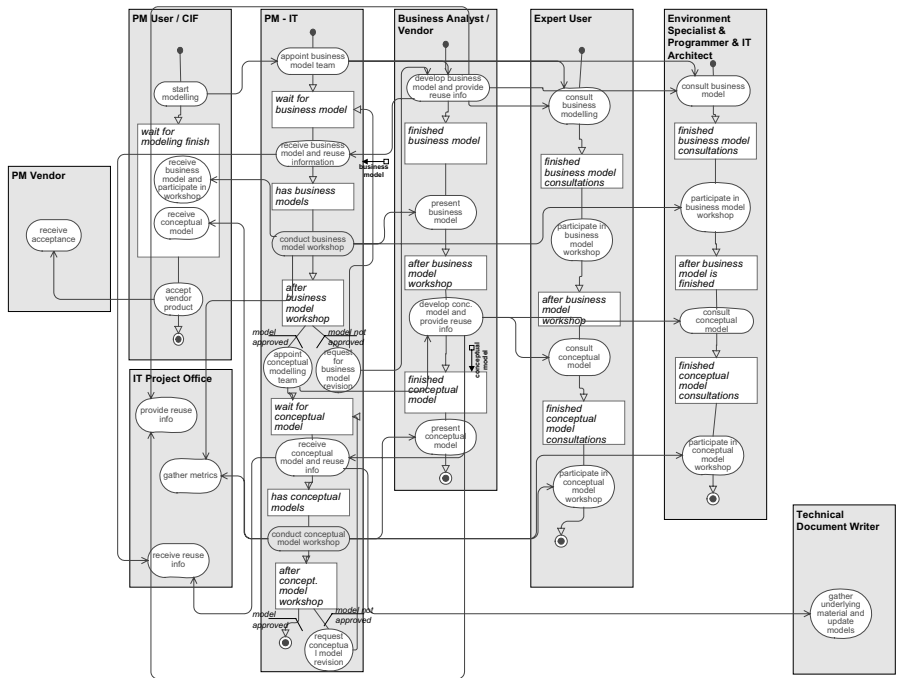 PM User / CIF
start
modelling
wait for
modeling finish
receive
business
model and
participate in
workshop
receive
conceptual
model
accept
vendor
product
PM Vendor
receive
acceptance
IT Project Office
provide reuse
info
gather metrics
receive reuse
info
PM - IT
appoint business
model team
wait for
business model
receive business
model and reuse
information
business
model
has business
models
conduct business
model workshop
after
business
model
workshop
model
approved
model not
approved
appoint
conceptual
modelling
team
request
for
business
model
revision
wait for
conceptual
model
receive
conceptual
model and reuse
info
has conceptual
models
conduct conceptual
model workshop
after
concept.
model
workshop
model
approved
model not
approved
request
conceptua
l model
revision
Business Analyst /
Vendor
develop business
model and provide
reuse info
finished
business model
present
business
model
after business
model
workshop
develop conc.
model and provide
reuse info
conceptual
model
finished
conceptual
model
present
conceptual
model
Expert User
consult
business
modelling
finished
business model
consultations
participate in
business
model
workshop
after business
model
workshop
consult
conceptual
model
finished
conceptual
model
consultations
participate in
conceptual
model
workshop
Environment
Specialist &
Programmer & IT
Architect
consult business
model
finished
business model
consultations
participate in
business model
workshop
after business
model is
finished
consult
conceptual
model
finished
conceptual
model
consultations
participate in
conceptual model
workshop
Technical
Document Writer
gather
underlying
material and
update
models